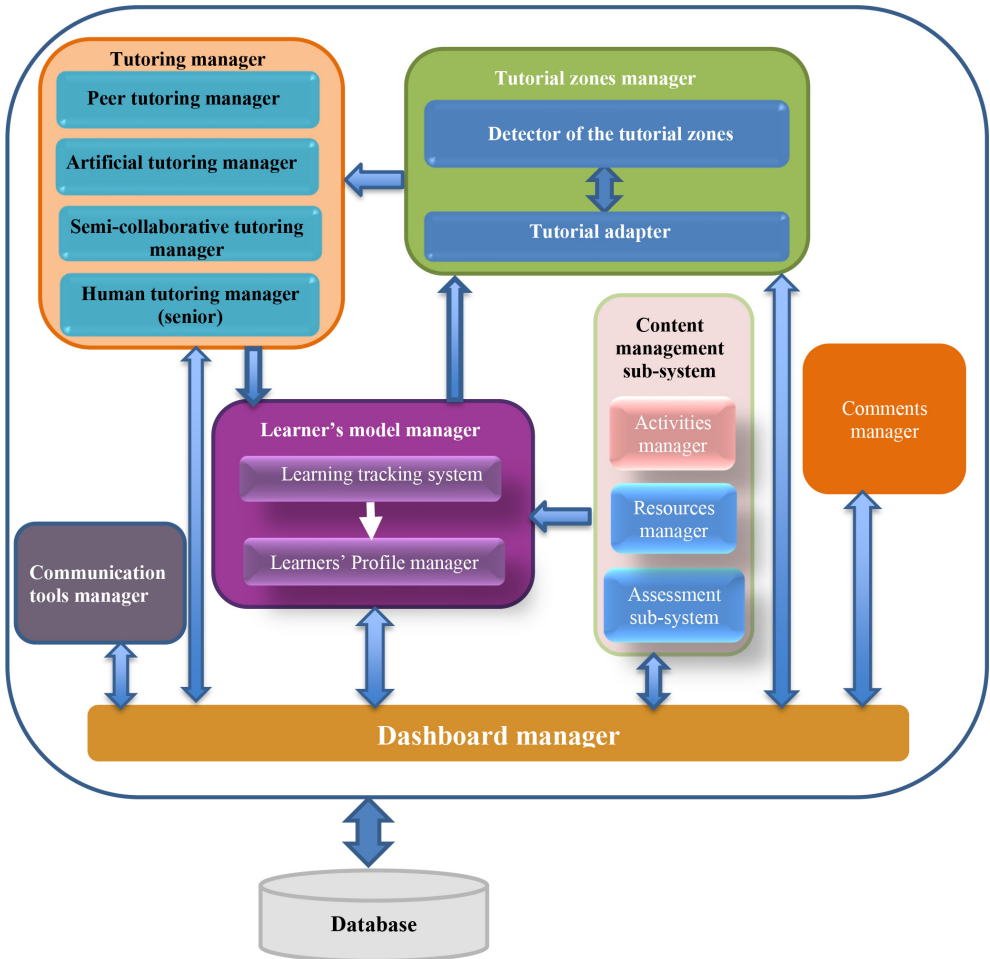 Tutoring manager
Peer tutoring manager
Artificial tutoring manager
Semi-collaborative tutoring
manager
Human tutoring manager
(senior)
Tutorial zones manager
Detector of the tutorial zones
Tutorial adapter
Content
management
sub-system
Activities
manager
Resources
manager
Assessment
sub-system
Comments
manager
Learner’s model manager
Learning tracking system
Learners’ Profile manager
Communication
tools manager
Dashboard manager
Database